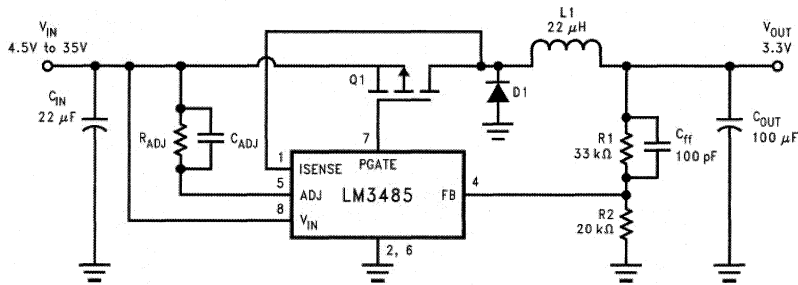 L1
22 μH
V_IN
4.5V to 35V
V_OUT
3.3V
Q1
D1
C_IN
22 μF
R_ADJ
C_ADJ
7
R1
33 kΩ
C_ff
100 pF
C_OUT
100 μF
1
ISENSE
PGATE
5
ADJ
LM3485
FB
4
8
V_IN
R2
20 kΩ
2, 6